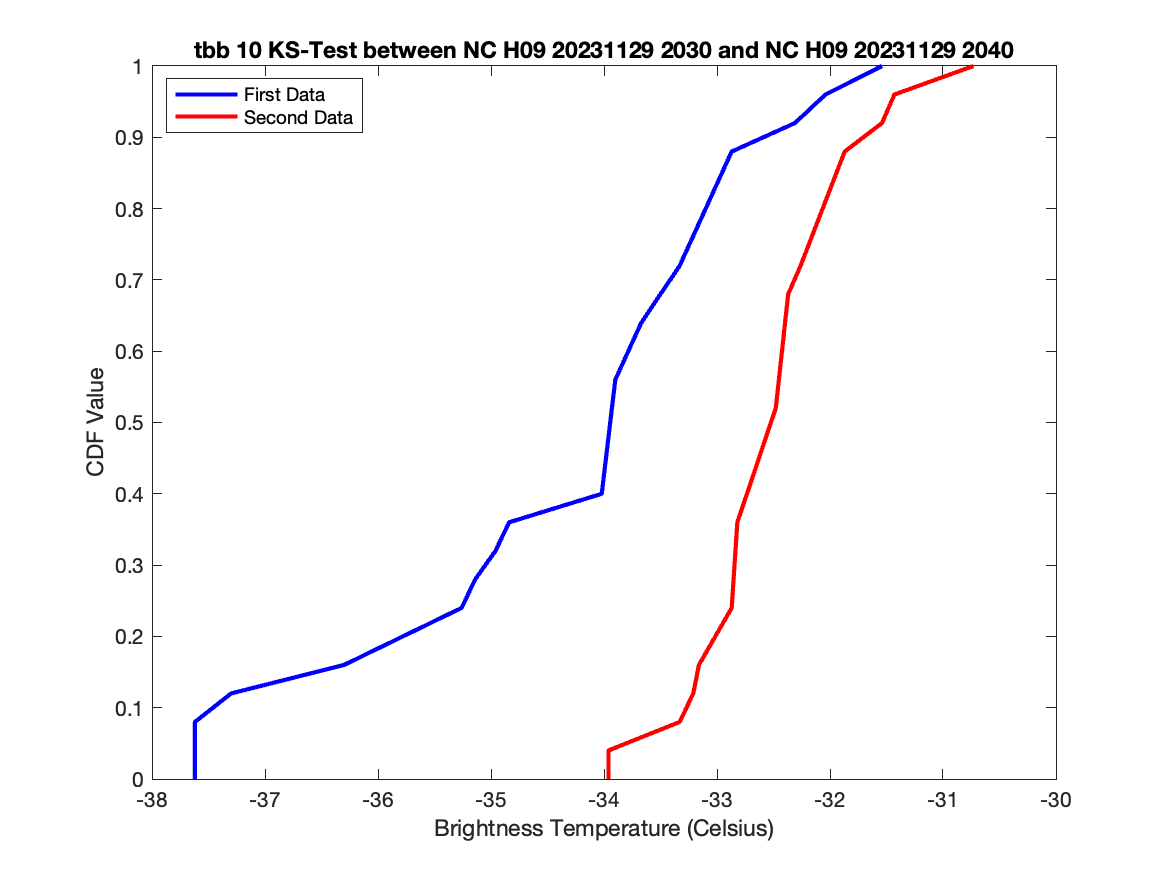 tbb 10 KS-Test between NC H09 20231129 2030 and NC H09 20231129 2040
First Data
Second Data
1
0.9
0.8
0.7
0.6
0.5
0.4
0.3
0.2
0.1
0
CDF Value
-38 -37 -36 -35 -34 -33 -32 -31 -30
Brightness Temperature (Celsius)